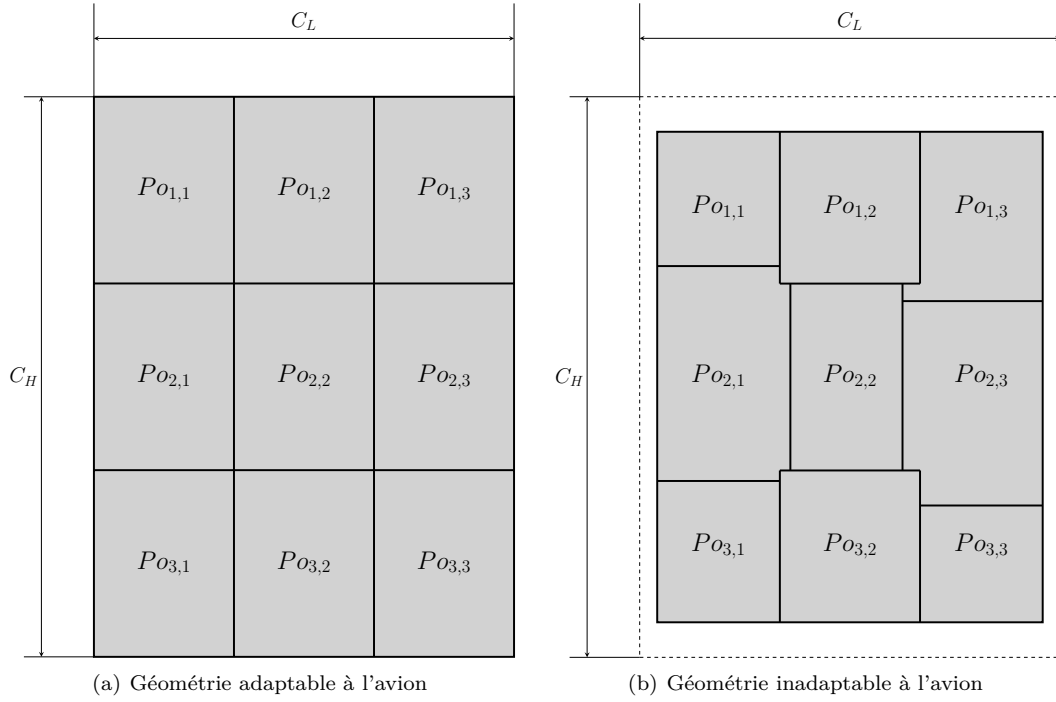 C_L
C_L
C_H
Po_{1,1} Po_{1,2} Po_{1,3}
Po_{2,1} Po_{2,2} Po_{2,3}
Po_{3,1} Po_{3,2} Po_{3,3}
C_H
Po_{1,1} Po_{1,2} Po_{1,3}
Po_{2,1} Po_{2,2} Po_{2,3}
Po_{3,1} Po_{3,2} Po_{3,3}
(a) Géométrie adaptable à l'avion
(b) Géométrie inadaptable à l'avion